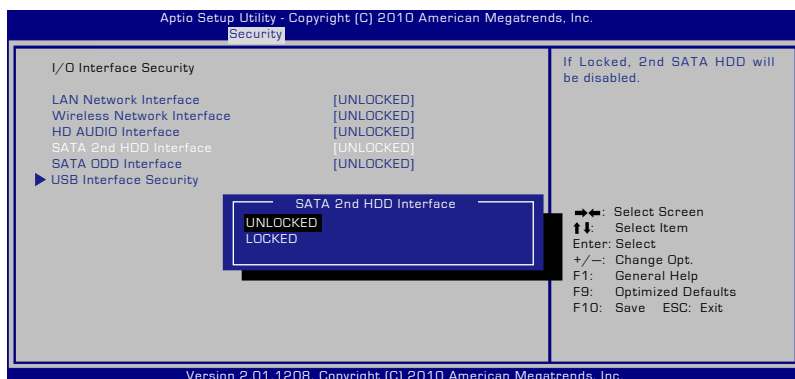 Aptio Setup Utility - Copyright (C) 2010 American Megatrends, Inc.
Security
I/O Interface Security
LAN Network Interface [UNLOCKED]
Wireless Network Interface [UNLOCKED]
HD AUDIO Interface [UNLOCKED]
SATA 2nd HDD Interface [UNLOCKED]
SATA ODD Interface [UNLOCKED]
USB Interface Security
SATA 2nd HDD Interface
UNLOCKED
LOCKED
If Locked, 2nd SATA HDD will
be disabled.
→←: Select Screen
↑↓: Select Item
Enter: Select
+/—: Change Opt.
F1: General Help
F9: Optimized Defaults
F10: Save ESC: Exit
Version 2.01.1208. Copyright (C) 2010 American Megatrends, Inc.